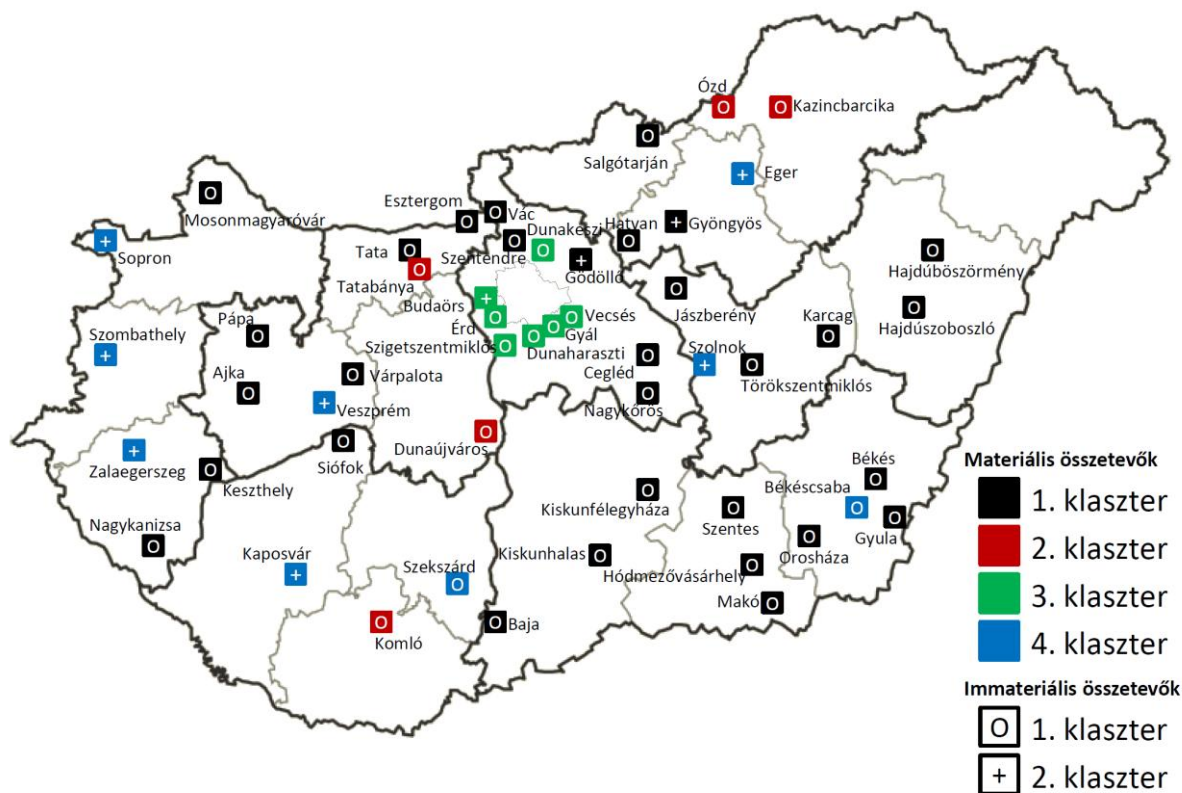 Ózd
Kazincbarcika
Salgótarján
Eger
Esztergom
Vác
Mosonmagyaróvár
Dunakeszi
Hatvan
Gyöngyös
Sopron
Tata
Szentendre
Gödöllő
Hajdúböszörmény
Tatabánya
Budaörs
Jászberény
Karcag
Hajdúszoboszló
Szombathely
Pápa
Érd
Vecsés
Gyál
Szigetszentmiklós
Dunaharaszti
Szolnok
Ajka
Várpalota
Cegléd
Törökszentmiklós
Veszprém
Nagykőrös
Dunaújváros
Siófok
Zalaegerszeg
Keszthely
Békés
Békéscsaba
Kiskunfélegyháza
Szentes
Nagykanizsa
Orosháza
Gyula
Kaposvár
Szekszárd
Kiskunhalas
Hódmezővásárhely
Makó
Komló
Baja
Materiális összetevők
1. klaszter
2. klaszter
3. klaszter
4. klaszter
Immateriális összetevők
O 1. klaszter
+ 2. klaszter